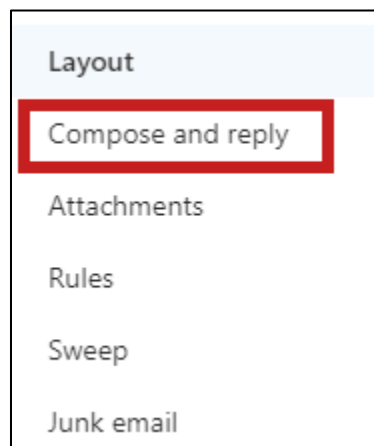 Layout
Compose and reply
Attachments
Rules
Sweep
Junk email